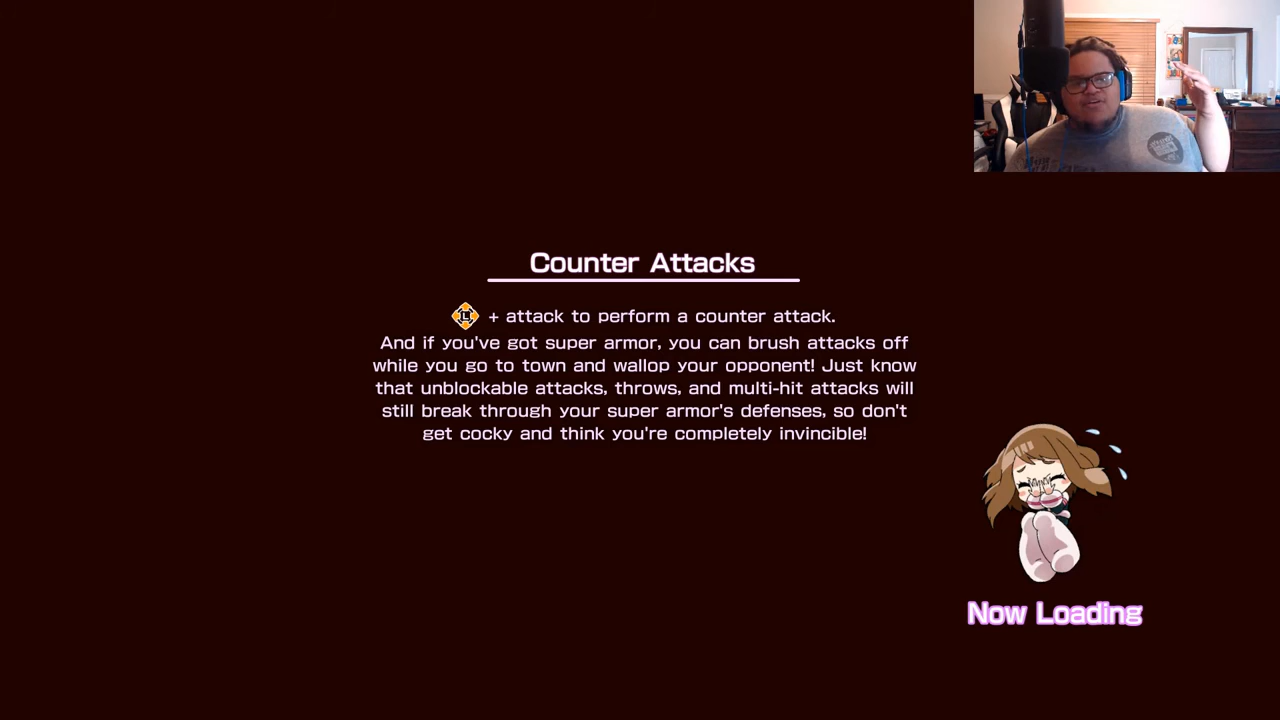 Counter Attacks
L + attack to perform a counter attack.
And if you've got super armor, you can brush attacks off
while you go to town and wallop your opponent! Just know
that unblockable attacks, throws, and multi-hit attacks will
still break through your super armor's defenses, so don't
get cocky and think you're completely invincible!
Now Loading